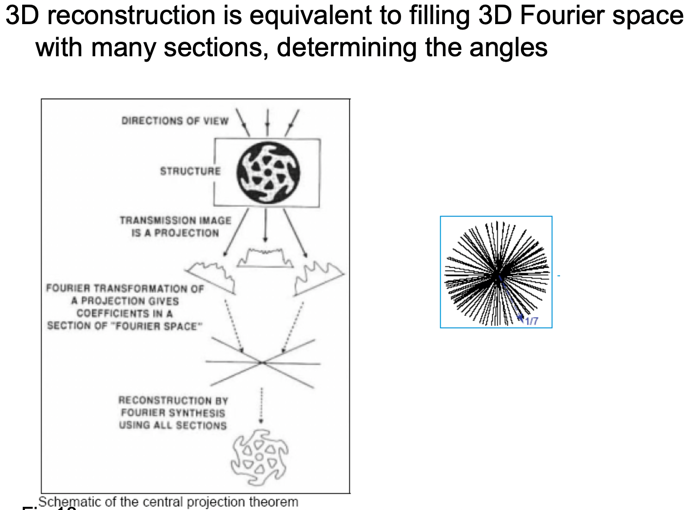 3D reconstruction is equivalent to filling 3D Fourier space
with many sections, determining the angles
DIRECTIONS OF VIEW
STRUCTURE
TRANSMISSION IMAGE
IS A PROJECTION
FOURIER TRANSFORMATION OF
A PROJECTION GIVES
COEFFICIENTS IN A
SECTION OF "FOURIER SPACE"
RECONSTRUCTION BY
FOURIER SYNTHESIS
USING ALL SECTIONS
1/7
Schematic of the central projection theorem